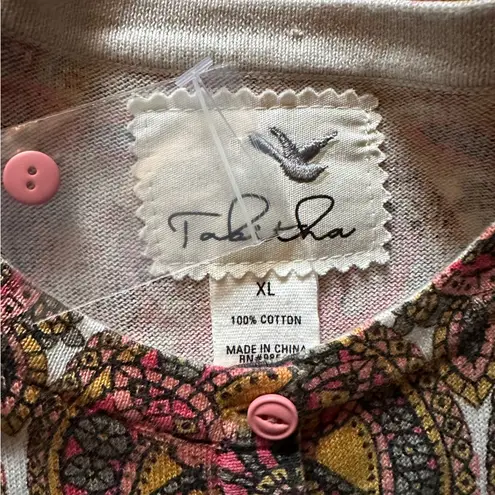 Tabitha
XL
100% COTTON
MADE IN CHINA